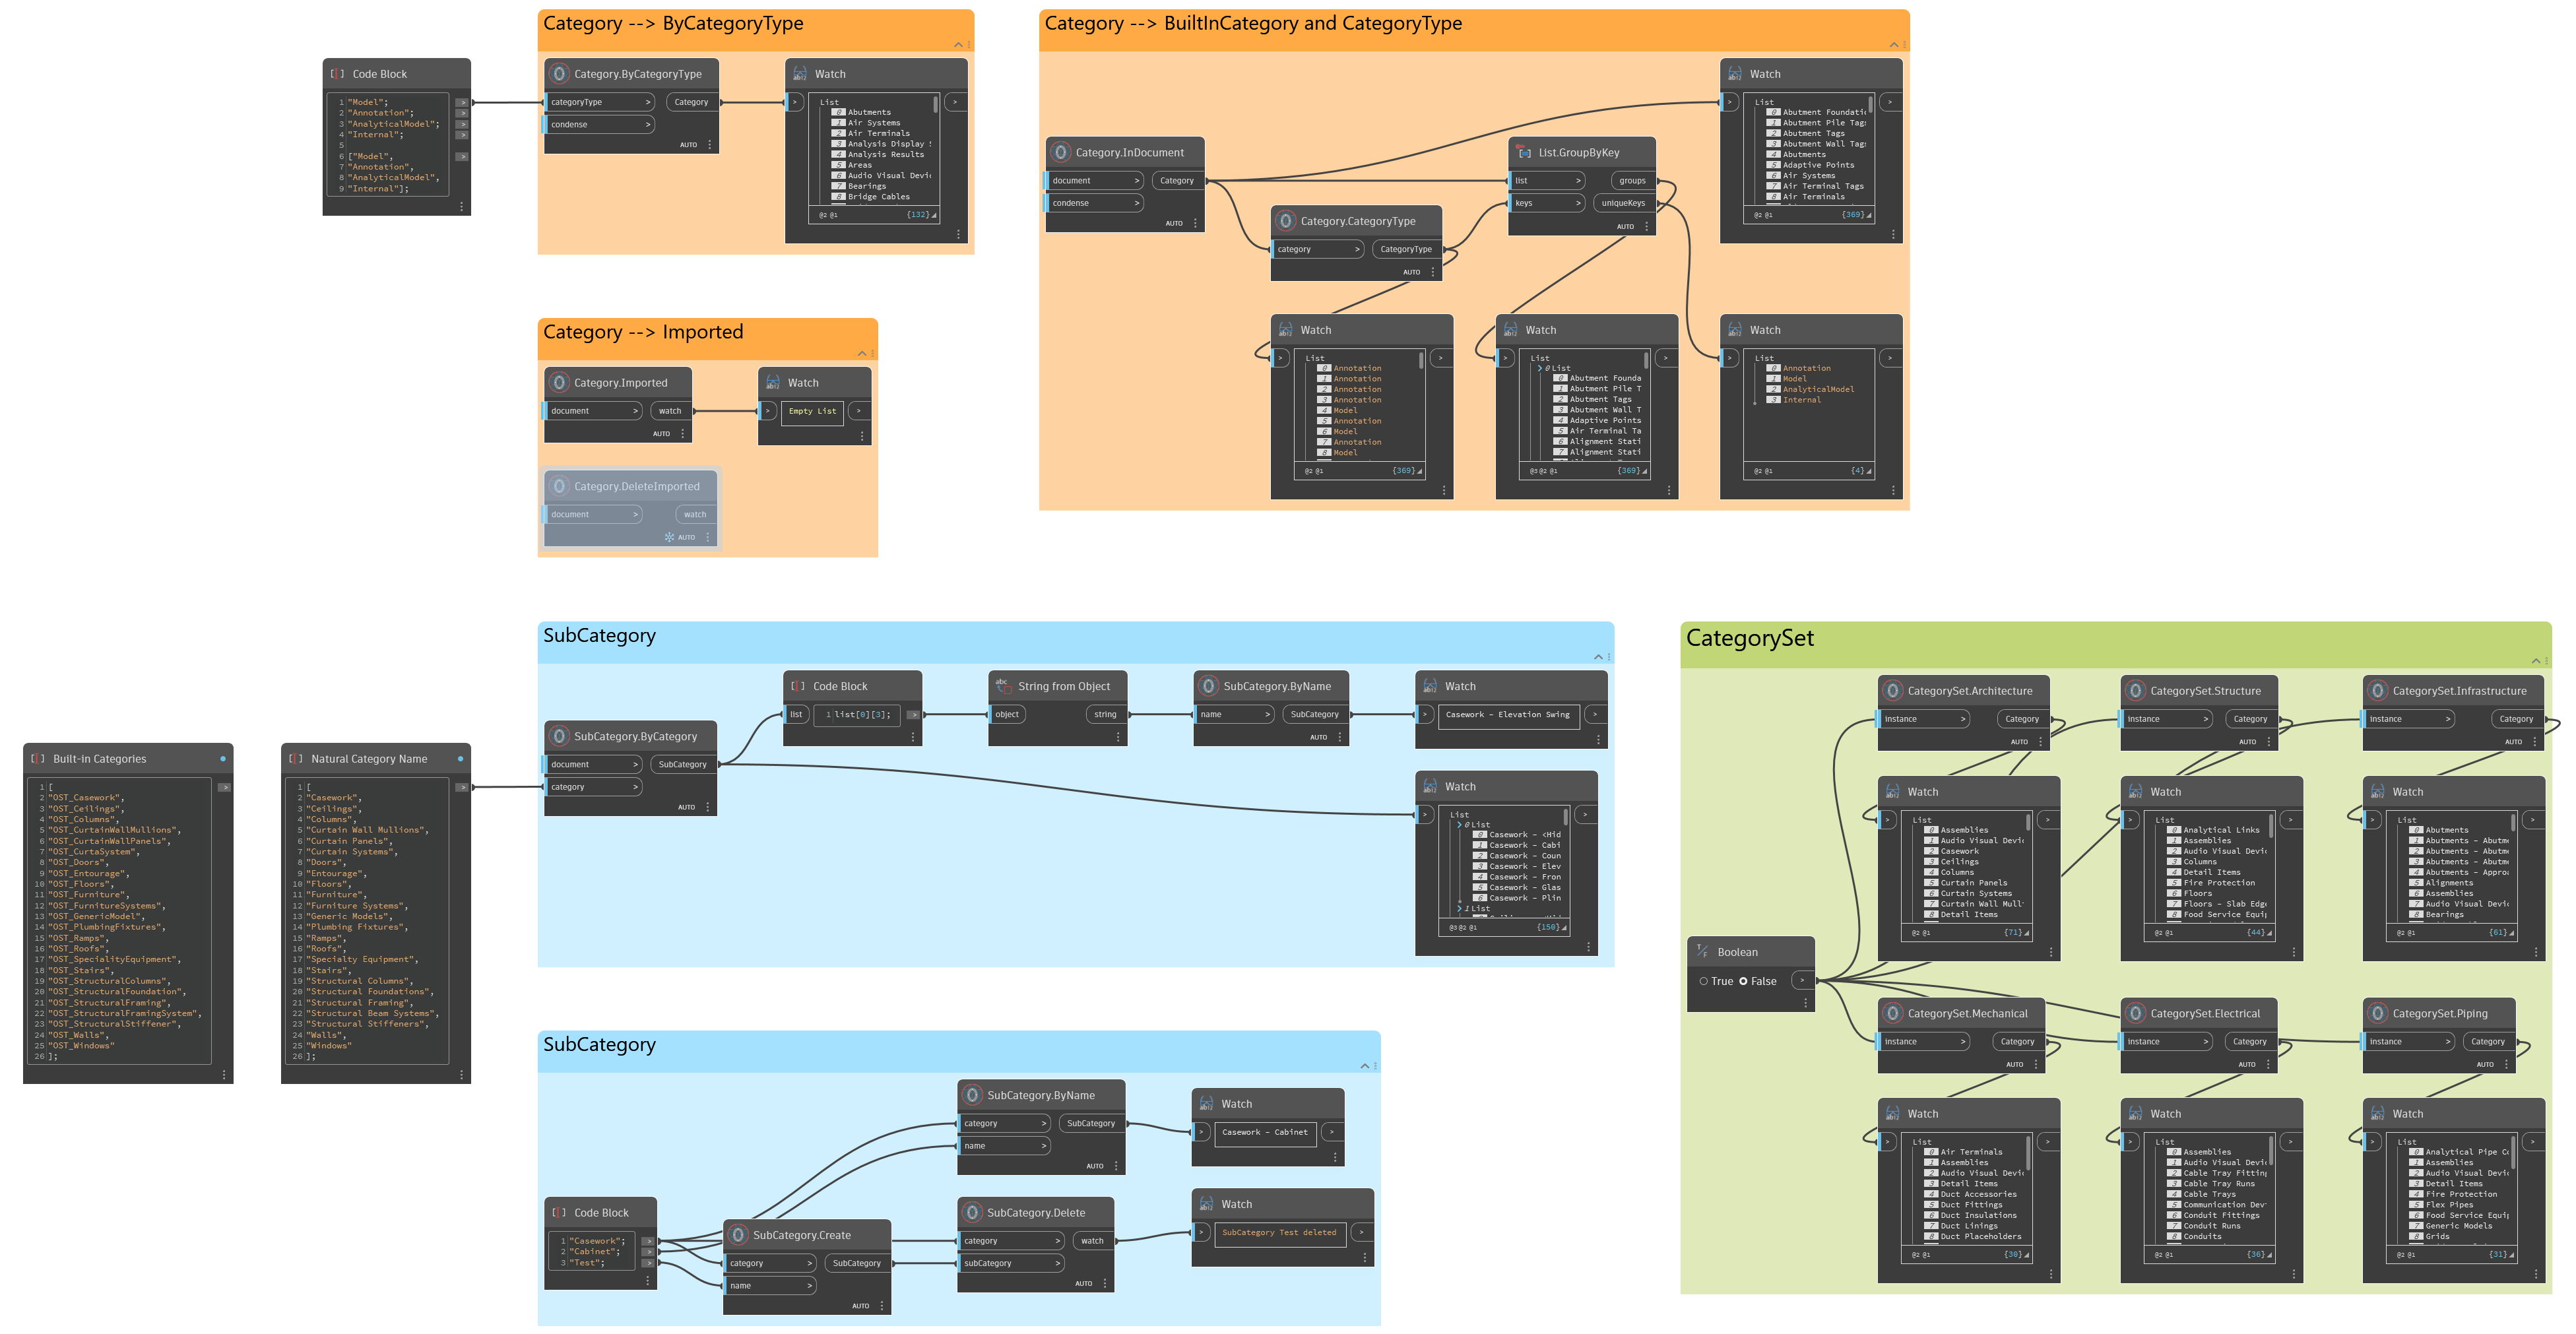 Category --> ByCategoryType
Code Block
1 "Model";
2 "Annotation";
3 "AnalyticalModel";
4 "Internal";
5
6 ["Model",
7 "Annotation",
8 "AnalyticalModel",
9 "Internal"];
Category.ByCategoryType
categoryType > Category
condense >
AUTO
Watch
List
0 Abutments
1 Air Systems
2 Air Terminals
3 Analysis Display
4 Analysis Results
5 Areas
6 Audio Visual Devi
7 Bearings
8 Bridge Cables
@2 @1 {132}
Category --> BuiltInCategory and CategoryType
Category.InDocument
document > Category
condense >
AUTO
Category.CategoryType
category > CategoryType
AUTO
List.GroupByKey
list > groups
keys > uniqueKeys
AUTO
Watch
List
0 Abutment Foundati
1 Abutment Pile Tag
2 Abutment Tags
3 Abutment Wall Tag
4 Abutments
5 Adaptive Points
6 Air Systems
7 Air Terminal Tags
8 Air Terminals
@2 @1 {369}
Watch
List
0 Annotation
1 Annotation
2 Annotation
3 Annotation
4 Model
5 Annotation
6 Model
7 Annotation
8 Model
@2 @1 {369}
Watch
List
0 List
0 Abutment Founda
1 Abutment Pile T
2 Abutment Tags
3 Abutment Wall T
4 Adaptive Points
5 Air Terminal Ta
6 Alignment Stati
7 Alignment Stati
@3 @2 @1 {369}
Watch
List
0 Annotation
1 Model
2 AnalyticalModel
3 Internal
@2 @1 {4}
Category --> Imported
Category.Imported
document > watch
AUTO
Watch
Empty List
Category.DeleteImported
document > watch
AUTO
Built-in Categories
1 [
2 "OST_Casework",
3 "OST_Ceilings",
4 "OST_Columns",
5 "OST_CurtainWallMullions",
6 "OST_CurtainWallPanels",
7 "OST_CurtaSystem",
8 "OST_Doors",
9 "OST_Entourage",
10 "OST_Floors",
11 "OST_Furniture",
12 "OST_FurnitureSystems",
13 "OST_GenericModel",
14 "OST_PlumbingFixtures",
15 "OST_Ramps",
16 "OST_Roofs",
17 "OST_SpecialityEquipment",
18 "OST_Stairs",
19 "OST_StructuralColumns",
20 "OST_StructuralFoundation",
21 "OST_StructuralFraming",
22 "OST_StructuralFramingSystem",
23 "OST_StructuralStiffener",
24 "OST_Walls",
25 "OST_Windows"
26 ];
Natural Category Name
1 [
2 "Casework",
3 "Ceilings",
4 "Columns",
5 "Curtain Wall Mullions",
6 "Curtain Panels",
7 "Curtain Systems",
8 "Doors",
9 "Entourage",
10 "Floors",
11 "Furniture",
12 "Furniture Systems",
13 "Generic Models",
14 "Plumbing Fixtures",
15 "Ramps",
16 "Roofs",
17 "Specialty Equipment",
18 "Stairs",
19 "Structural Columns",
20 "Structural Foundations",
21 "Structural Framing",
22 "Structural Beam Systems",
23 "Structural Stiffeners",
24 "Walls",
25 "Windows"
26 ];
SubCategory
SubCategory.ByCategory
document > SubCategory
category >
AUTO
Code Block
list 1 list[0][3];
String from Object
object string
SubCategory.ByName
name > SubCategory
AUTO
Watch
Casework - Elevation Swing
Watch
List
0 List
0 Casework - <Hid
1 Casework - Cabi
2 Casework - Coun
3 Casework - Elev
4 Casework - Fron
5 Casework - Glas
6 Casework - Plin
1 List
@3 @2 @1 {150}
SubCategory
Code Block
1 "Casework";
2 "Cabinet";
3 "Test";
SubCategory.Create
category > SubCategory
name >
AUTO
SubCategory.ByName
category > SubCategory
name >
AUTO
SubCategory.Delete
category > watch
subCategory >
AUTO
Watch
Casework - Cabinet
Watch
SubCategory Test deleted
CategorySet
Boolean
True False
CategorySet.Architecture
instance > Category
AUTO
CategorySet.Structure
instance > Category
AUTO
CategorySet.Infrastructure
instance > Category
AUTO
Watch
List
0 Assemblies
1 Audio Visual Devi
2 Casework
3 Ceilings
4 Columns
5 Curtain Panels
6 Curtain Systems
7 Curtain Wall Mull
8 Detail Items
@2 @1 {71}
Watch
List
0 Analytical Links
1 Assemblies
2 Audio Visual Devi
3 Columns
4 Detail Items
5 Fire Protection
6 Floors
7 Floors - Slab Edg
8 Food Service Equi
@2 @1 {44}
Watch
List
0 Abutments
1 Abutments - Abutm
2 Abutments - Abutm
3 Abutments - Abutm
4 Abutments - Approa
5 Alignments
6 Assemblies
7 Audio Visual Devi
8 Bearings
@2 @1 {61}
CategorySet.Mechanical
instance > Category
AUTO
CategorySet.Electrical
instance > Category
AUTO
CategorySet.Piping
instance > Category
AUTO
Watch
List
0 Air Terminals
1 Assemblies
2 Audio Visual Devi
3 Detail Items
4 Duct Accessories
5 Duct Fittings
6 Duct Insulations
7 Duct Linings
8 Duct Placeholders
@2 @1 {30}
Watch
List
0 Assemblies
1 Audio Visual Devi
2 Cable Tray Fittin
3 Cable Tray Runs
4 Cable Trays
5 Communication Dev
6 Conduit Fittings
7 Conduit Runs
8 Conduits
@2 @1 {36}
Watch
List
0 Analytical Pipe Co
1 Assemblies
2 Audio Visual Devi
3 Detail Items
4 Fire Protection
5 Flex Pipes
6 Food Service Equi
7 Generic Models
8 Grids
@2 @1 {31}